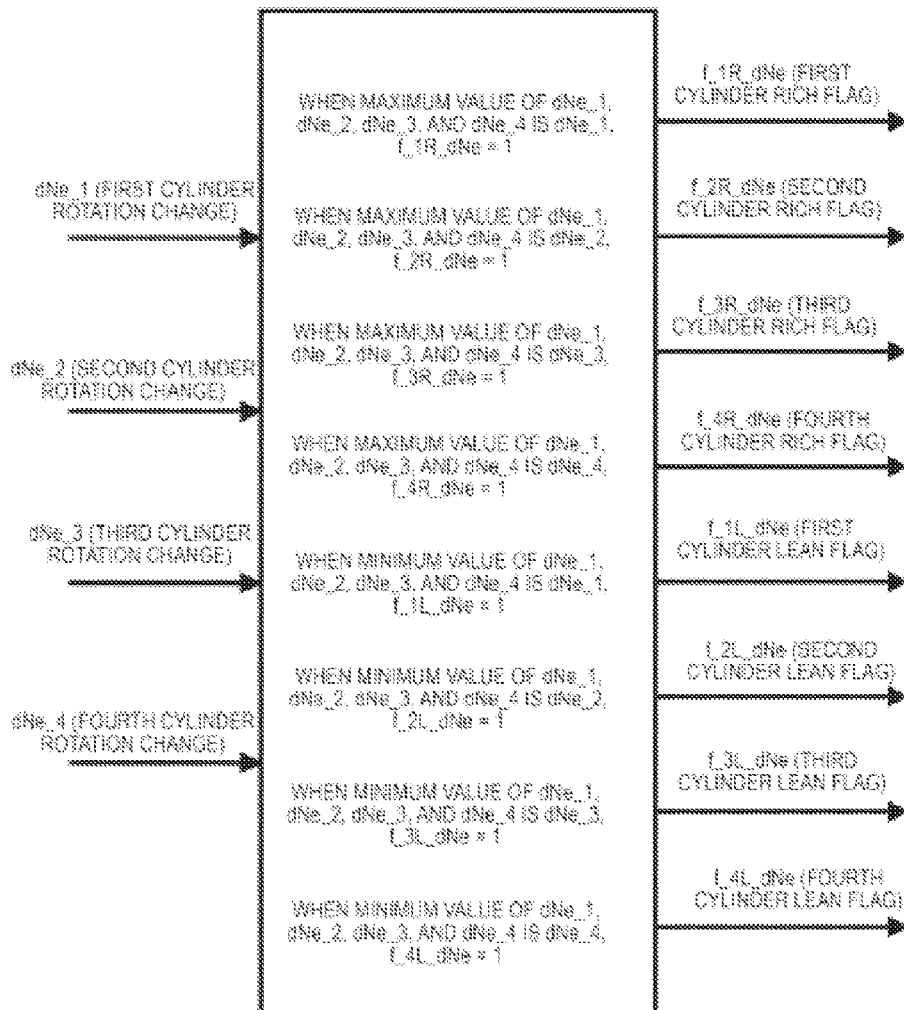 dNe_1 (FIRST CYLINDER
ROTATION CHANGE)
dNe_2 (SECOND CYLINDER
ROTATION CHANGE)
dNe_3 (THIRD CYLINDER
ROTATION CHANGE)
dNe_4 (FOURTH CYLINDER
ROTATION CHANGE)
WHEN MAXIMUM VALUE OF dNe_1,
dNe_2, dNe_3, AND dNe_4 IS dNe_1,
f_1R_dNe = 1
WHEN MAXIMUM VALUE OF dNe_1,
dNe_2, dNe_3, AND dNe_4 IS dNe_2,
f_2R_dNe = 1
WHEN MAXIMUM VALUE OF dNe_1,
dNe_2, dNe_3, AND dNe_4 IS dNe_3,
f_3R_dNe = 1
WHEN MAXIMUM VALUE OF dNe_1,
dNe_2, dNe_3, AND dNe_4 IS dNe_4,
f_4R_dNe = 1
WHEN MINIMUM VALUE OF dNe_1,
dNe_2, dNe_3, AND dNe_4 IS dNe_1,
f_1L_dNe = 1
WHEN MINIMUM VALUE OF dNe_1,
dNe_2, dNe_3, AND dNe_4 IS dNe_2,
f_2L_dNe = 1
WHEN MINIMUM VALUE OF dNe_1,
dNe_2, dNe_3, AND dNe_4 IS dNe_3,
f_3L_dNe = 1
WHEN MINIMUM VALUE OF dNe_1,
dNe_2, dNe_3, AND dNe_4 IS dNe_4,
f_4L_dNe = 1
f_1R_dNe (FIRST
CYLINDER RICH FLAG)
f_2R_dNe (SECOND
CYLINDER RICH FLAG)
f_3R_dNe (THIRD
CYLINDER RICH FLAG)
f_4R_dNe (FOURTH
CYLINDER RICH FLAG)
f_1L_dNe (FIRST
CYLINDER LEAN FLAG)
f_2L_dNe (SECOND
CYLINDER LEAN FLAG)
f_3L_dNe (THIRD
CYLINDER LEAN FLAG)
f_4L_dNe (FOURTH
CYLINDER LEAN FLAG)